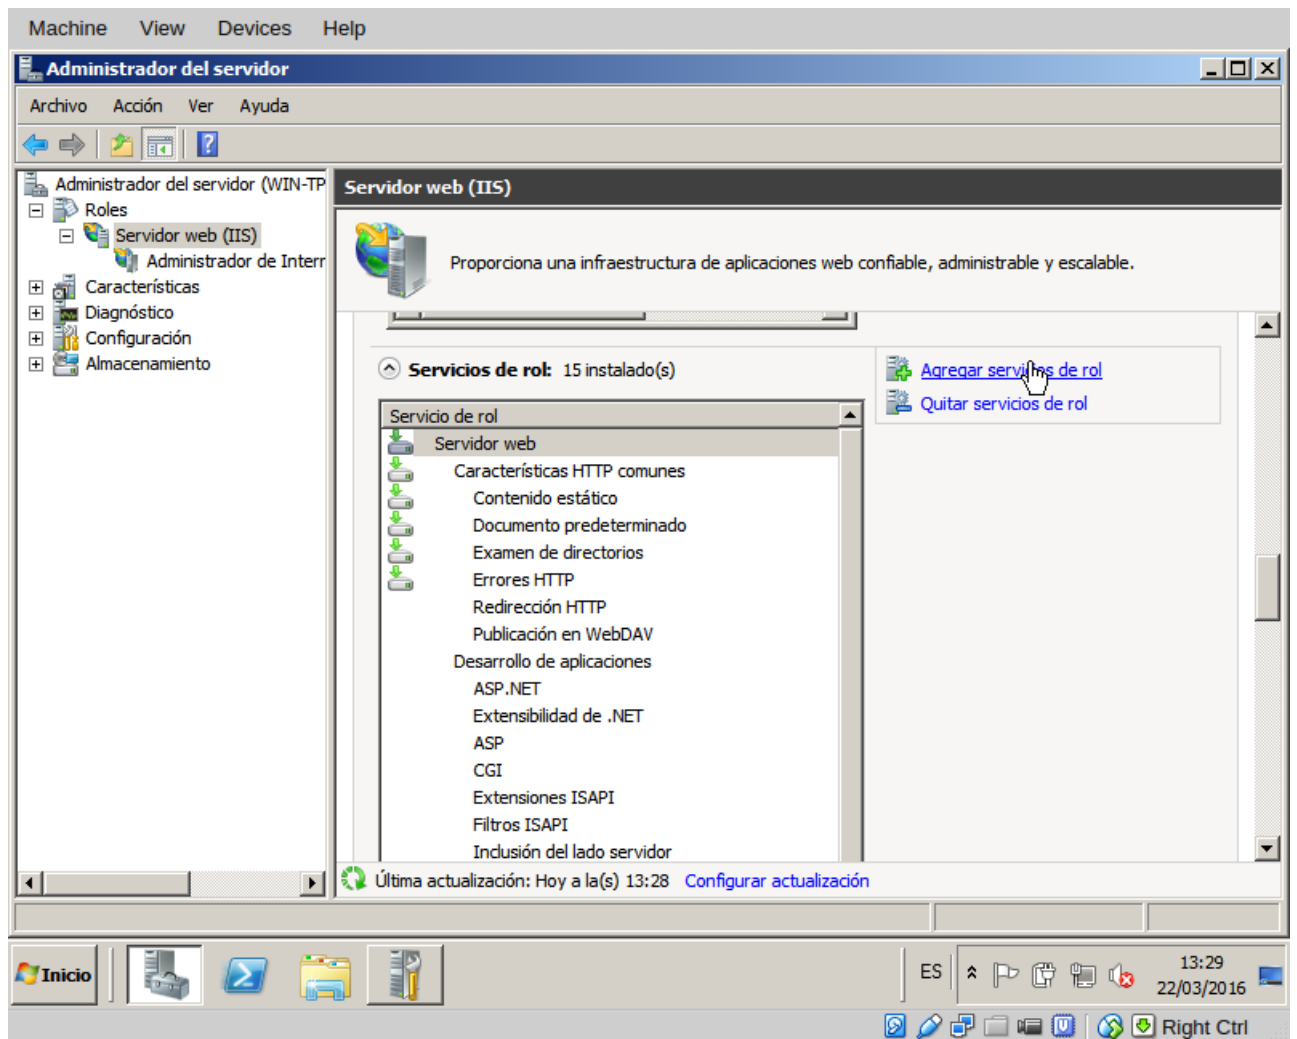 Machine View Devices Help
Administrador del servidor
Archivo Acción Ver Ayuda
Administrador del servidor (WIN-TP
Roles
Servidor web (IIS)
Administrador de Interr
Características
Diagnóstico
Configuración
Almacenamiento
Servidor web (IIS)
Proporciona una infraestructura de aplicaciones web confiable, administrable y escalable.
Servicios de rol: 15 instalado(s)
Servicio de rol
Servidor web
Características HTTP comunes
Contenido estático
Documento predeterminado
Examen de directorios
Errores HTTP
Redirección HTTP
Publicación en WebDAV
Desarrollo de aplicaciones
ASP.NET
Extensibilidad de .NET
ASP
CGI
Extensiones ISAPI
Filtros ISAPI
Inclusión del lado servidor
Agregar servicios de rol
Quitar servicios de rol
Última actualización: Hoy a la(s) 13:28 Configurar actualización
Inicio
ES
13:29
22/03/2016
Right Ctrl